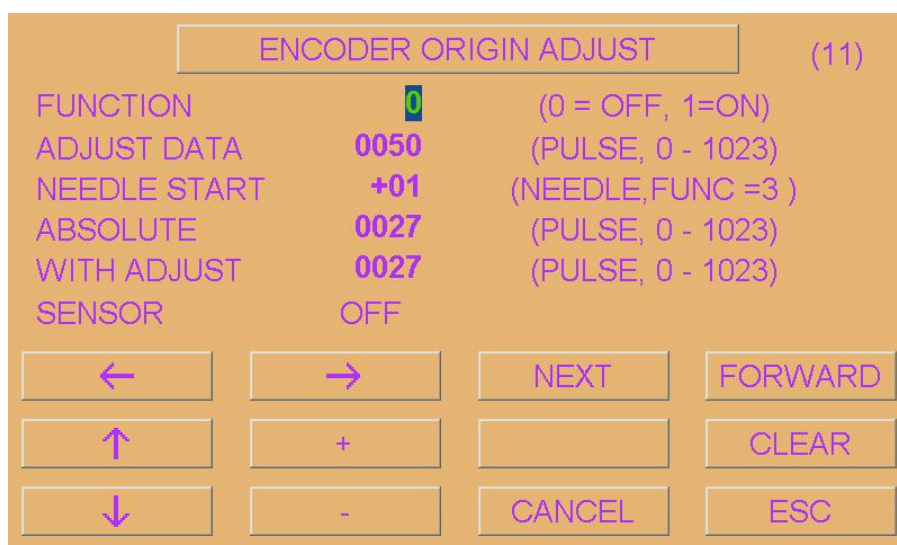 ENCODER ORIGIN ADJUST (11)
FUNCTION 0 (0 = OFF, 1=ON)
ADJUST DATA 0050 (PULSE, 0 - 1023)
NEEDLE START +01 (NEEDLE,FUNC =3 )
ABSOLUTE 0027 (PULSE, 0 - 1023)
WITH ADJUST 0027 (PULSE, 0 - 1023)
SENSOR OFF
← → NEXT FORWARD
↑ + CLEAR
↓ - CANCEL ESC